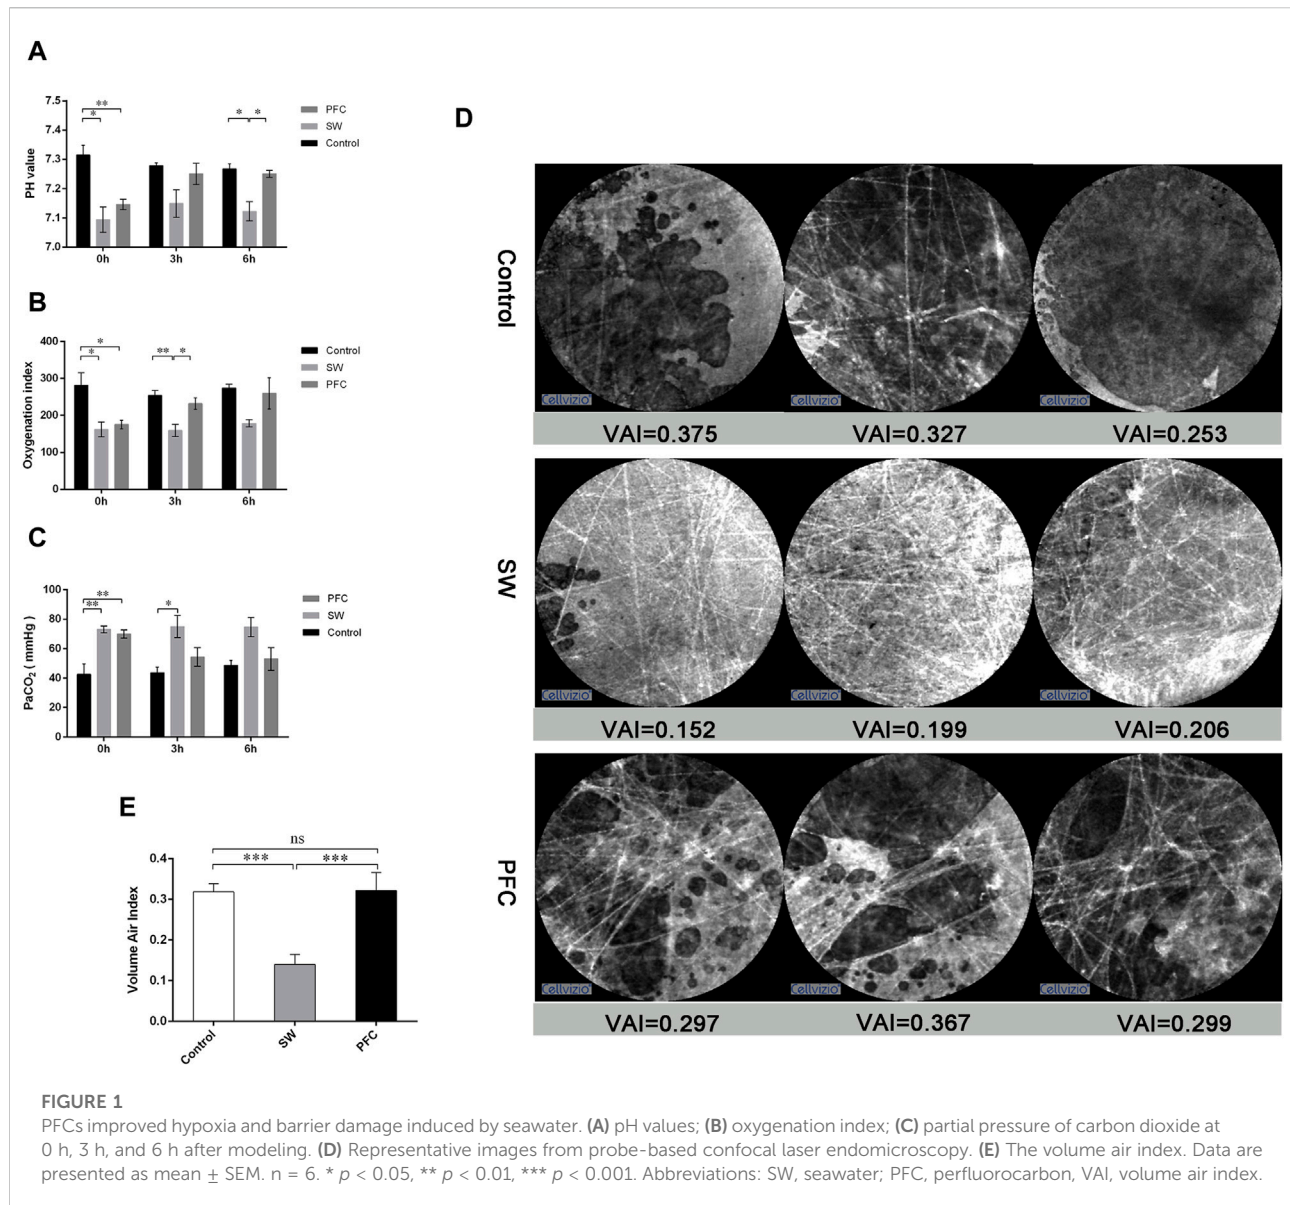 A
7.5
7.4
7.3
7.2
7.1
7.0
PH value
**
*
* *
0h 3h 6h
PFC
SW
Control
B
400
300
200
100
0
Oxygenation index
*
*
** *
0h 3h 6h
Control
SW
PFC
C
100
80
60
40
20
0
PaCO2 ( mmHg)
**
**
*
0h 3h 6h
PFC
SW
Control
E
0.4
0.3
0.2
0.1
0.0
Volume Air Index
ns
*** ***
Control SW PFC
D
Control
Cellvizio Cellvizio Cellvizio
VAI=0.375 VAI=0.327 VAI=0.253
SW
Cellvizio Cellvizio Cellvizio
VAI=0.152 VAI=0.199 VAI=0.206
PFC
Cellvizio Cellvizio Cellvizio
VAI=0.297 VAI=0.367 VAI=0.299
FIGURE 1
PFCs improved hypoxia and barrier damage induced by seawater. (A) pH values; (B) oxygenation index; (C) partial pressure of carbon dioxide at
0 h, 3 h, and 6 h after modeling. (D) Representative images from probe-based confocal laser endomicroscopy. (E) The volume air index. Data are
presented as mean ± SEM. n = 6. * p < 0.05, ** p < 0.01, *** p < 0.001. Abbreviations: SW, seawater; PFC, perfluorocarbon, VAI, volume air index.